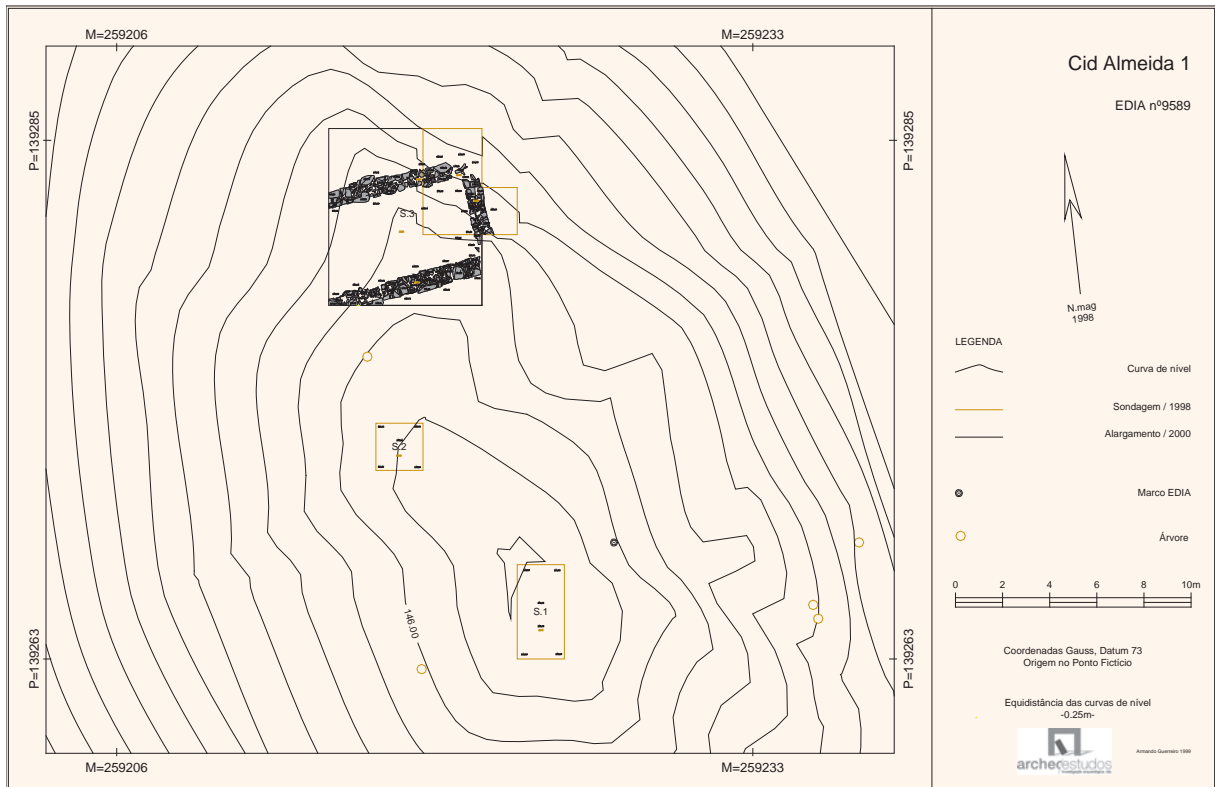 M=259206
M=259233
P=139285
P=139285
S.3
S.2
S.1
146.00
P=139263
P=139263
M=259206
M=259233
Cid Almeida 1
EDIA nº9589
N.mag
1998
LEGENDA
Curva de nível
Sondagem / 1998
Alargamento / 2000
Marco EDIA
Árvore
0 2 4 6 8 10m
Coordenadas Gauss, Datum 73
Origem no Ponto Fictício
Equidistância das curvas de nível
-0.25m-
archeoestudos
Armando Guerreiro 1999